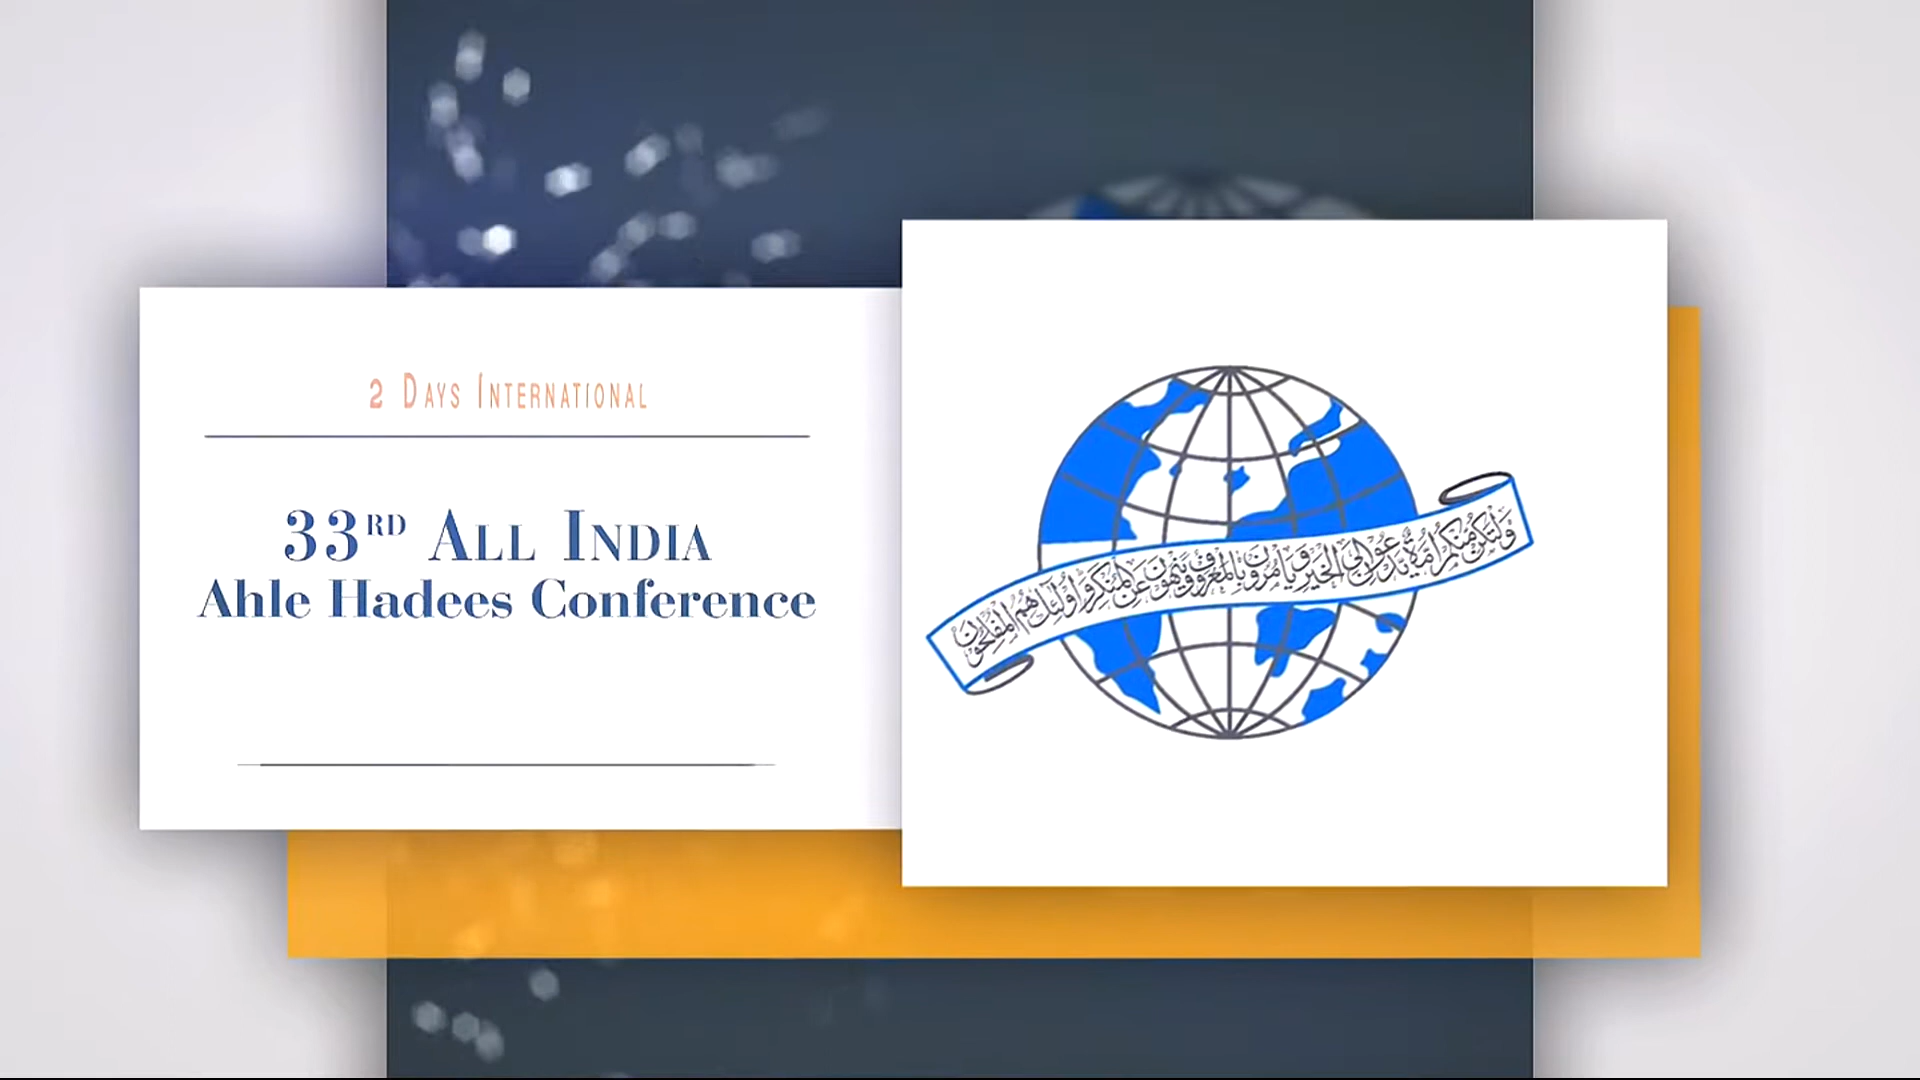 2 Days International
33RD All India
Ahle Hadees Conference
ولتكن منكم أمة يدعون إلى الخير ويأمرون بالمعروف وينهون عن المنكر وأولئك هم المفلحون